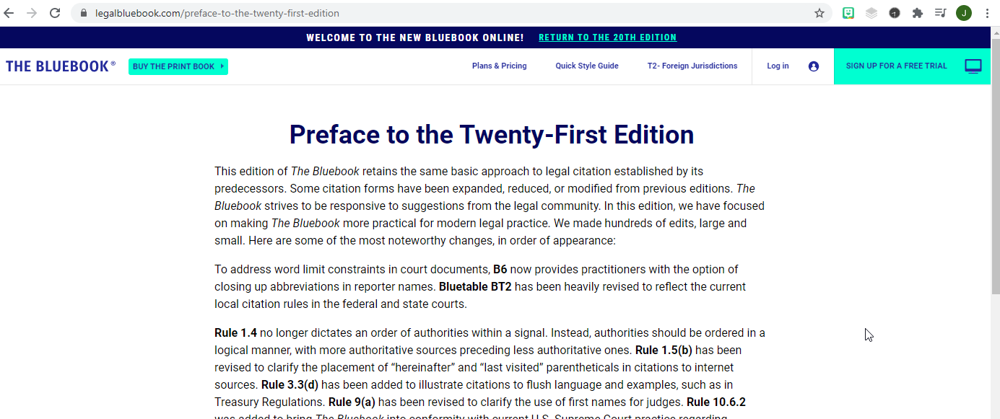 legalbluebook.com/preface-to-the-twenty-first-edition
J
WELCOME TO THE NEW BLUEBOOK ONLINE! RETURN TO THE 20TH EDITION
THE BLUEBOOK® BUY THE PRINT BOOK Plans & Pricing Quick Style Guide T2- Foreign Jurisdictions Log in SIGN UP FOR A FREE TRIAL
Preface to the Twenty-First Edition
This edition of The Bluebook retains the same basic approach to legal citation established by its
predecessors. Some citation forms have been expanded, reduced, or modified from previous editions. The
Bluebook strives to be responsive to suggestions from the legal community. In this edition, we have focused
on making The Bluebook more practical for modern legal practice. We made hundreds of edits, large and
small. Here are some of the most noteworthy changes, in order of appearance:
To address word limit constraints in court documents, B6 now provides practitioners with the option of
closing up abbreviations in reporter names. Bluetable BT2 has been heavily revised to reflect the current
local citation rules in the federal and state courts.
Rule 1.4 no longer dictates an order of authorities within a signal. Instead, authorities should be ordered in a
logical manner, with more authoritative sources preceding less authoritative ones. Rule 1.5(b) has been
revised to clarify the placement of “hereinafter” and “last visited” parentheticals in citations to internet
sources. Rule 3.3(d) has been added to illustrate citations to flush language and examples, such as in
Treasury Regulations. Rule 9(a) has been revised to clarify the use of first names for judges. Rule 10.6.2
was added to bring The Bluebook into conformity with current U.S. Supreme Court practice regarding